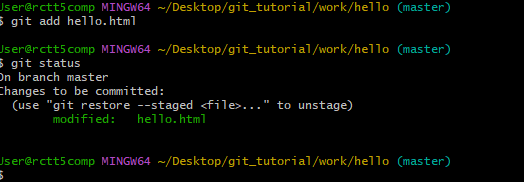 User@rctt5comp MINGW64 ~/Desktop/git_tutorial/work/hello (master)
$ git add hello.html
User@rctt5comp MINGW64 ~/Desktop/git_tutorial/work/hello (master)
$ git status
On branch master
Changes to be committed:
  (use "git restore --staged <file>..." to unstage)
        modified:   hello.html
User@rctt5comp MINGW64 ~/Desktop/git_tutorial/work/hello (master)
$